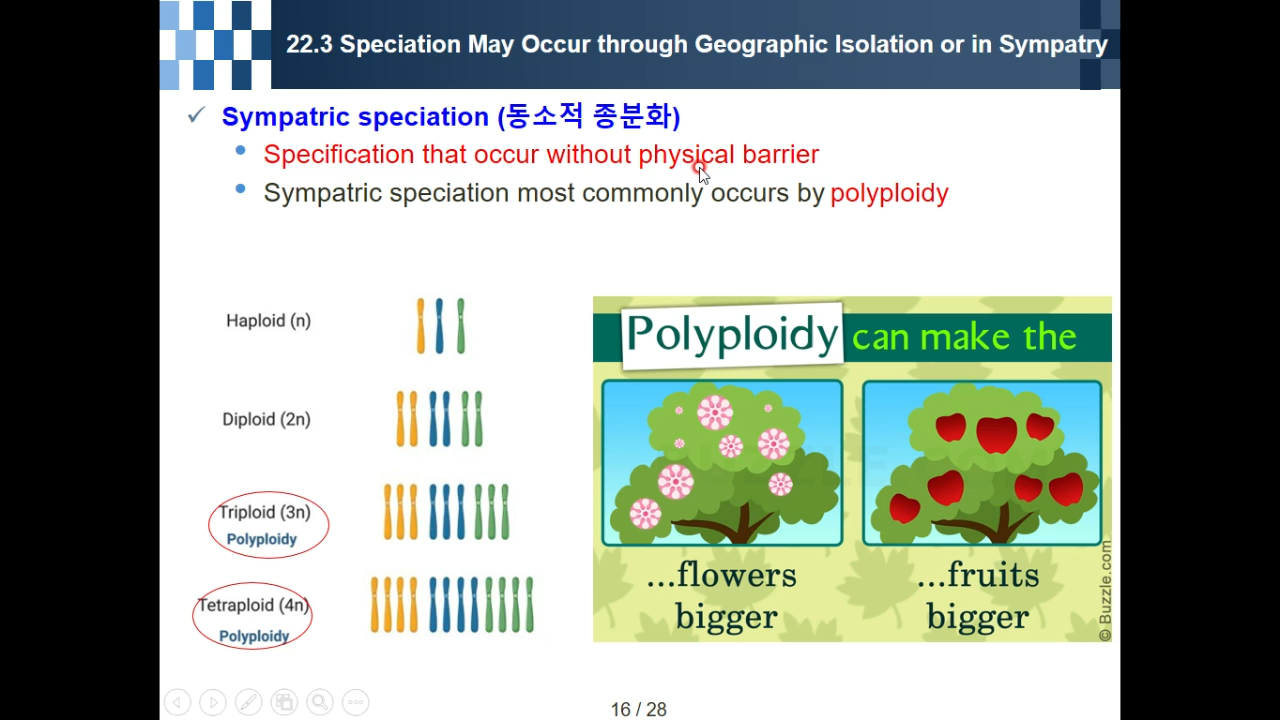 22.3 Speciation May Occur through Geographic Isolation or in Sympatry
✓ Sympatric speciation (동소적 종분화)
• Specification that occur without physical barrier
• Sympatric speciation most commonly occurs by polyploidy
Haploid (n)
Diploid (2n)
Triploid (3n)
Polyploidy
Tetraploid (4n)
Polyploidy
Polyploidy can make the
...flowers
bigger
...fruits
bigger
© Buzzle.com
16 / 28